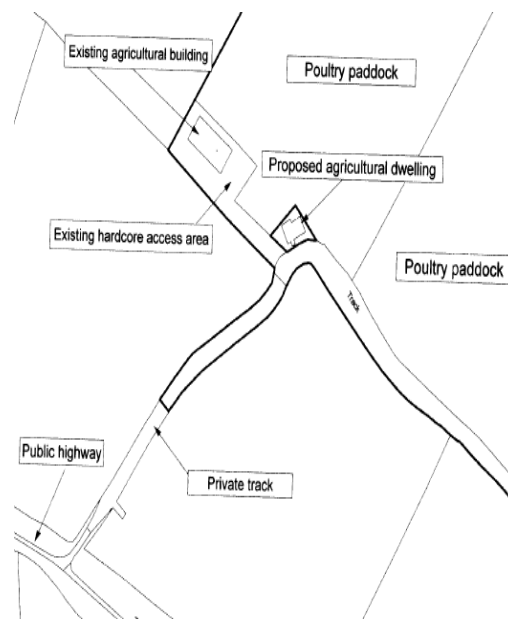 Existing agricultural building
Poultry paddock
Proposed agricultural dwelling
Existing hardcore access area
Poultry paddock
Track
Public highway
Private track